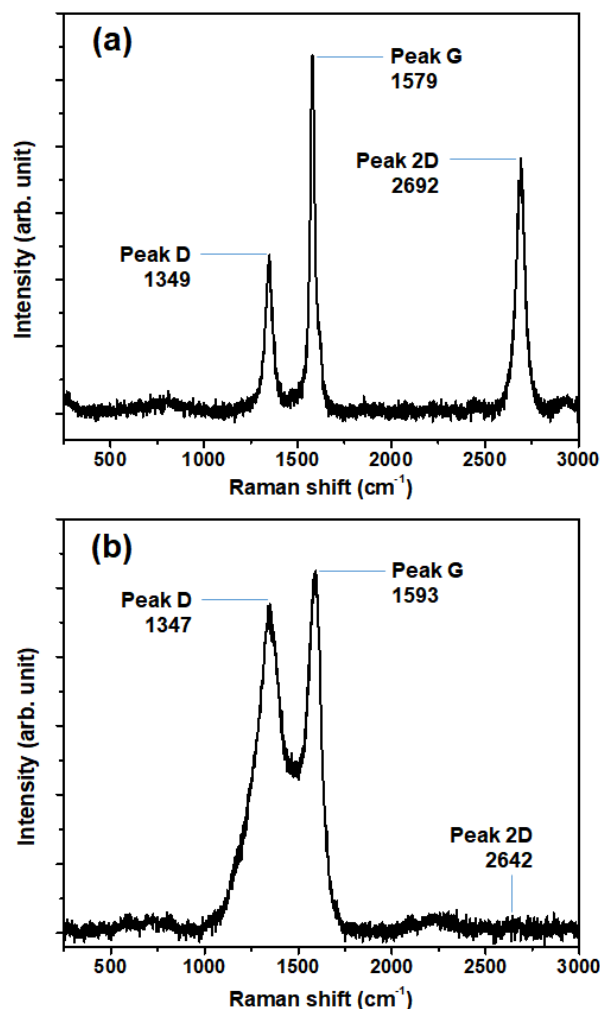 (a)
Peak G
1579
Peak 2D
2692
Peak D
1349
Intensity (arb. unit)
500 1000 1500 2000 2500 3000
Raman shift (cm⁻¹)
(b)
Peak G
1593
Peak D
1347
Peak 2D
2642
Intensity (arb. unit)
500 1000 1500 2000 2500 3000
Raman shift (cm⁻¹)